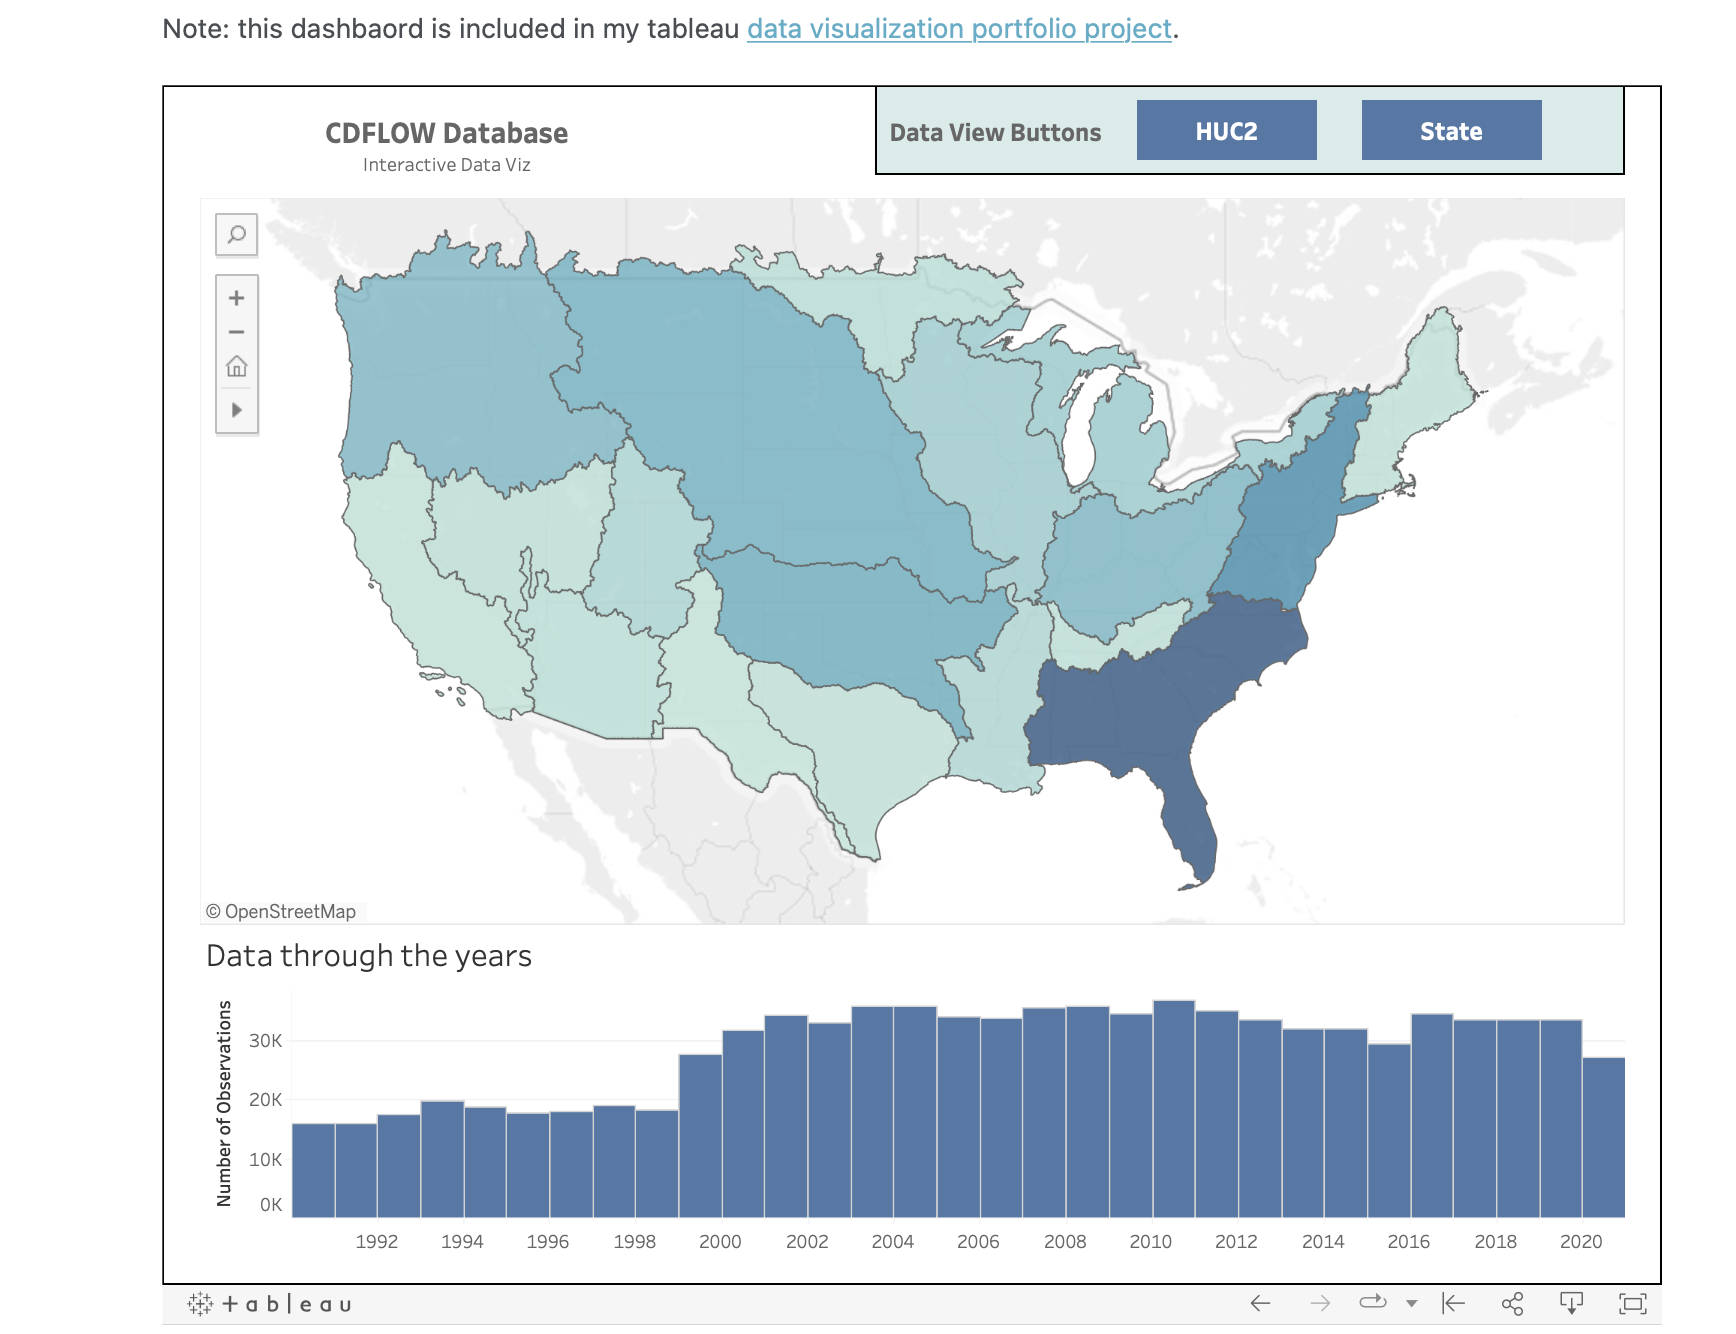 Note: this dashbaord is included in my tableau data visualization portfolio project.
CDFLOW Database
Interactive Data Viz
Data View Buttons
HUC2
State
+
−
© OpenStreetMap
Data through the years
Number of Observations
30K
20K
10K
0K
1992 1994 1996 1998 2000 2002 2004 2006 2008 2010 2012 2014 2016 2018 2020
+ableau